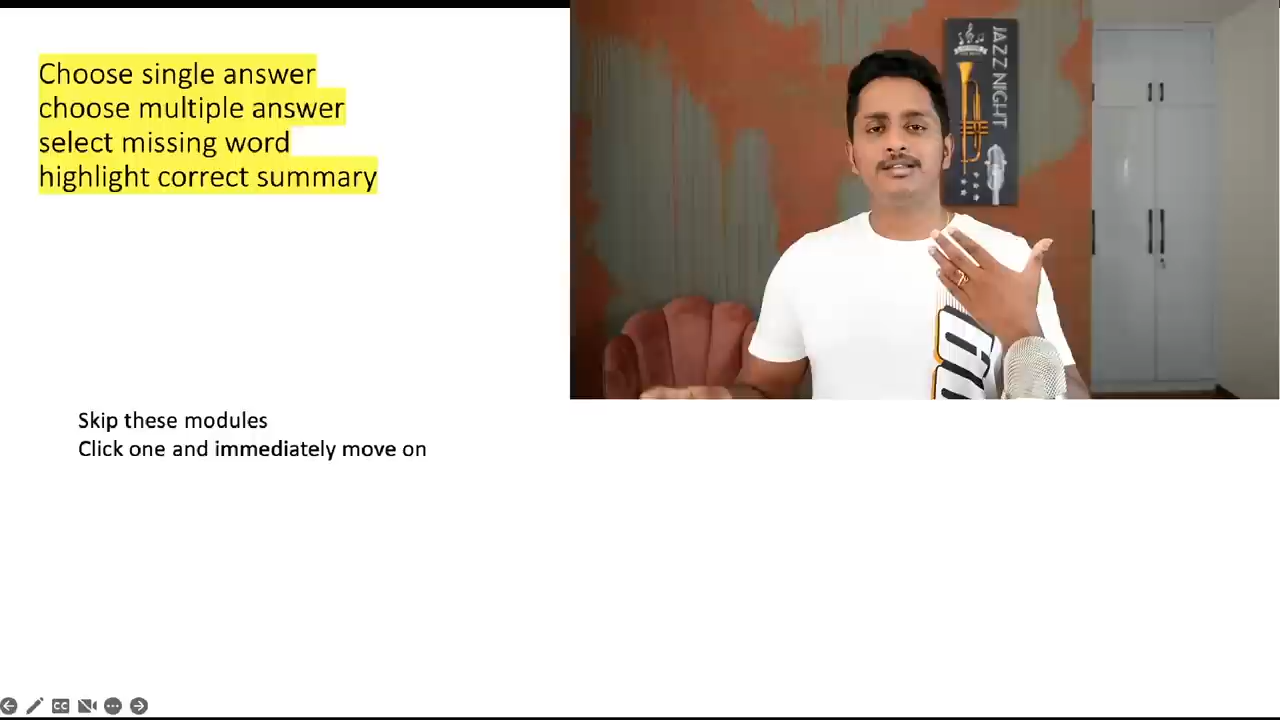 Choose single answer
choose multiple answer
select missing word
highlight correct summary
JAZZ NIGHT
Skip these modules
Click one and immediately move on
CC